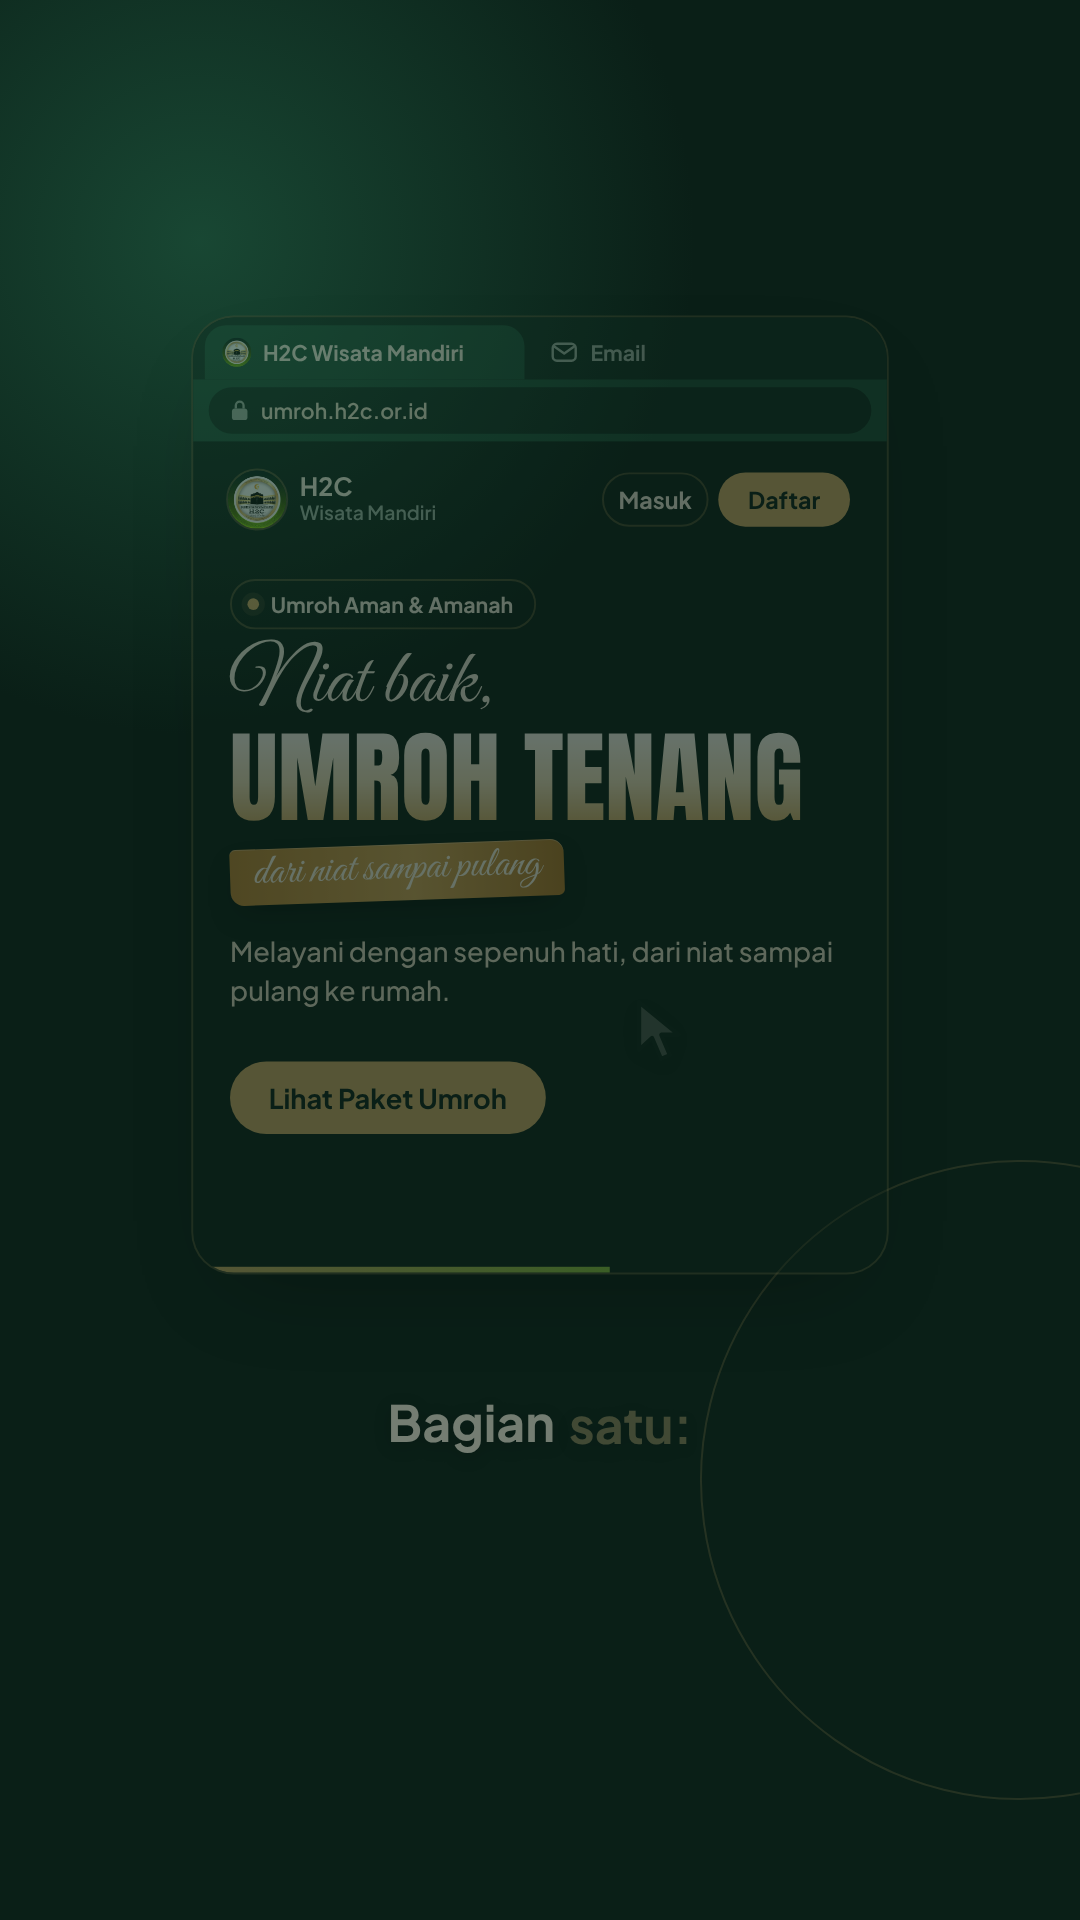 H2C Wisata Mandiri
Email
umroh.h2c.or.id
H2C
Wisata Mandiri
Masuk
Daftar
Umroh Aman & Amanah
Niat baik,
UMROH TENANG
dari niat sampai pulang
Melayani dengan sepenuh hati, dari niat sampai
pulang ke rumah.
Lihat Paket Umroh
Bagian satu: